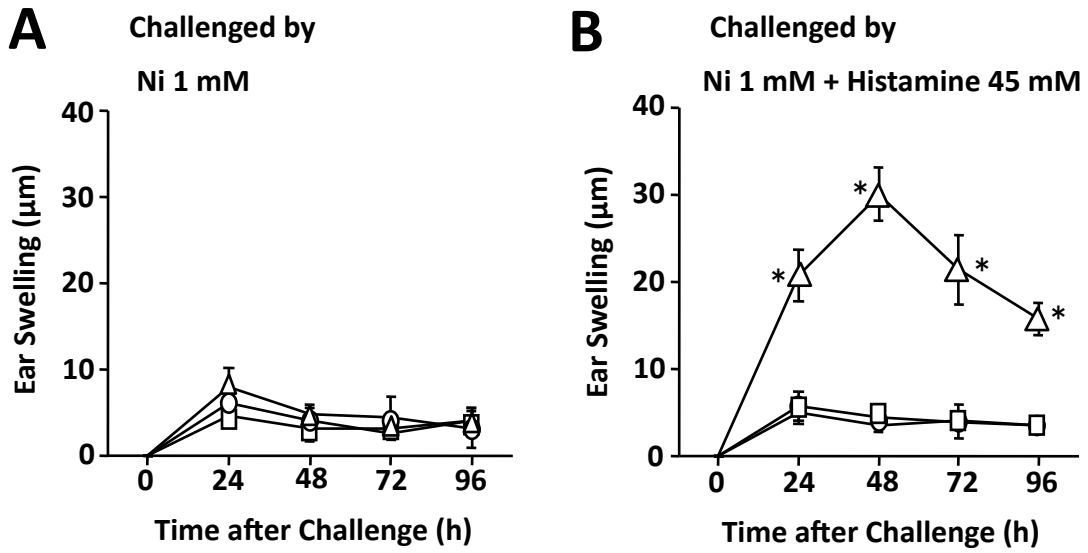 A
Challenged by
Ni 1 mM
40
30
20
10
0
Ear Swelling (µm)
0 24 48 72 96
Time after Challenge (h)
B
Challenged by
Ni 1 mM + Histamine 45 mM
40
30
20
10
0
Ear Swelling (µm)
*
*
*
*
0 24 48 72 96
Time after Challenge (h)